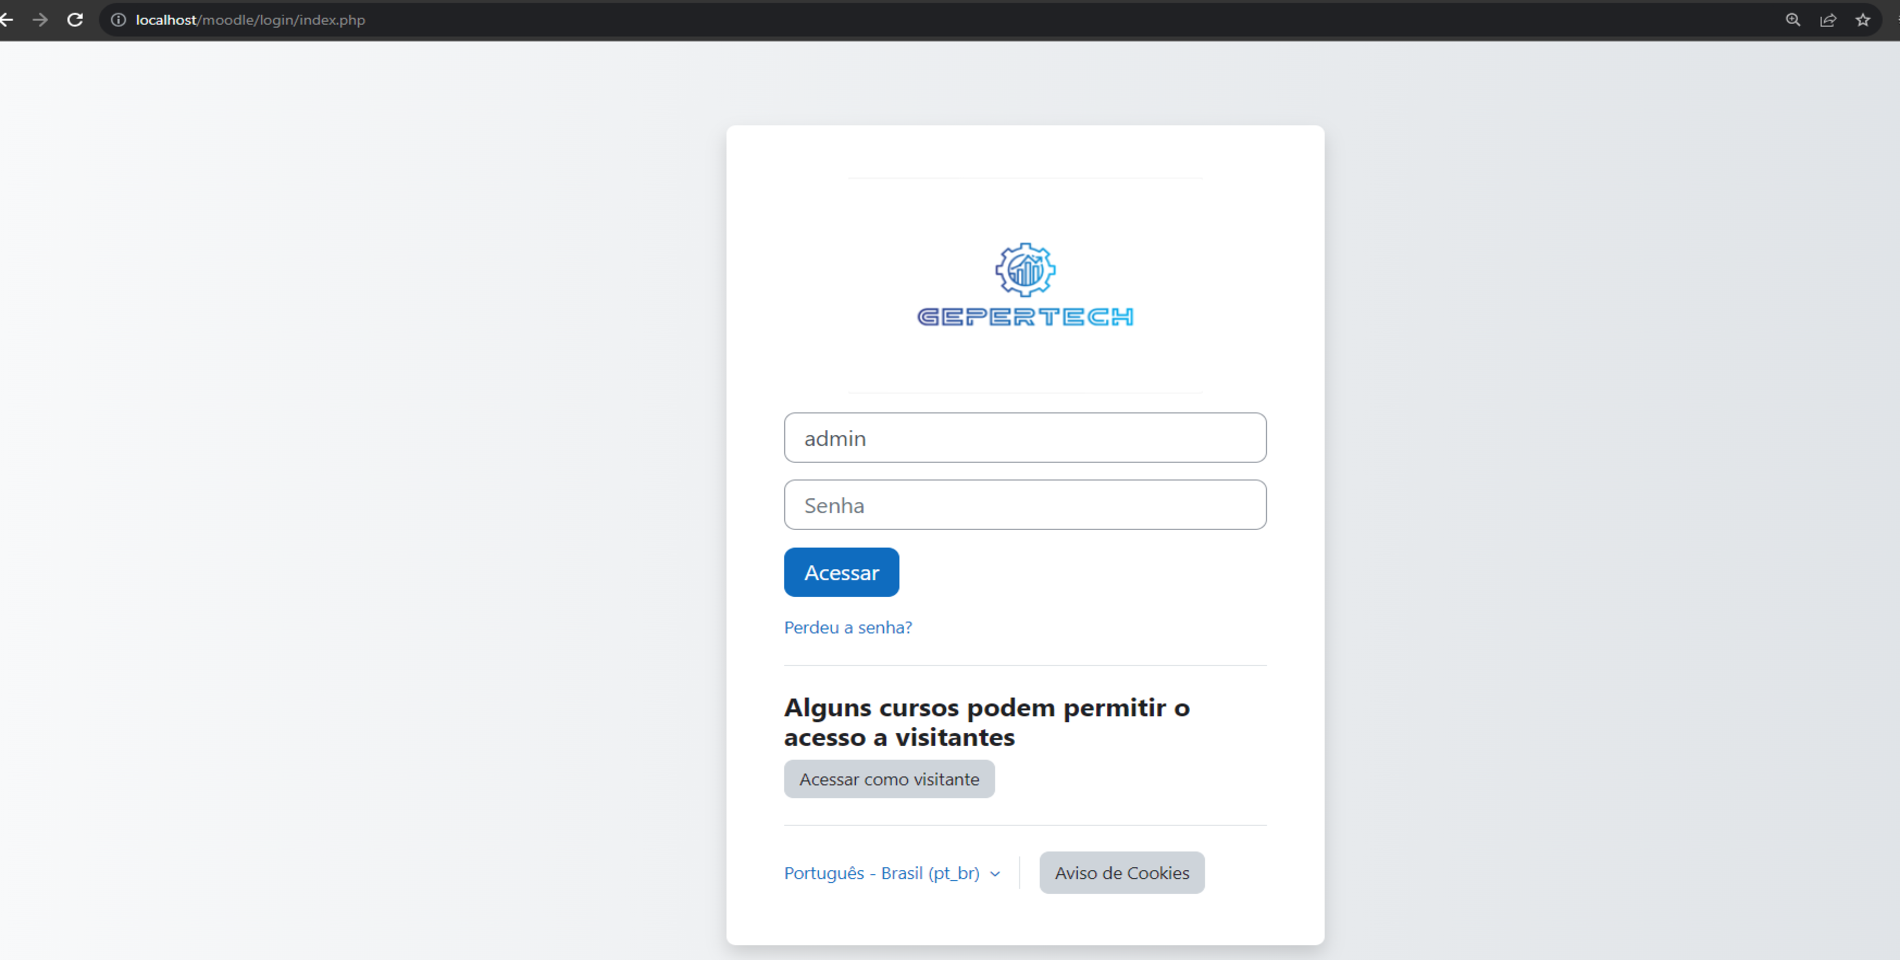 localhost/moodle/login/index.php
GEPERTECH
admin
Senha
Acessar
Perdeu a senha?
Alguns cursos podem permitir o
acesso a visitantes
Acessar como visitante
Português - Brasil (pt_br)
Aviso de Cookies